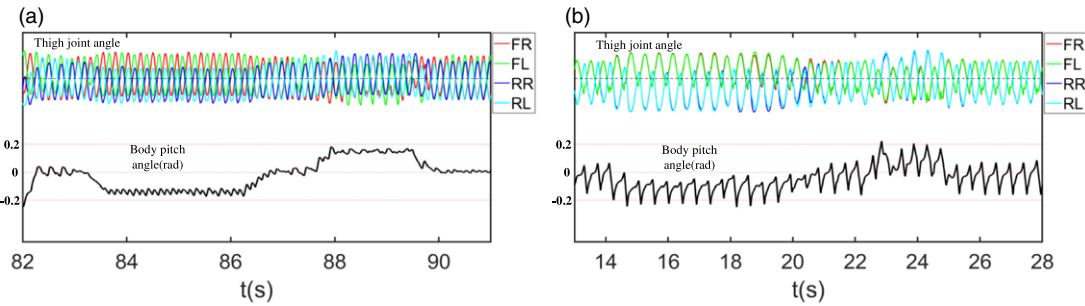 (a)
Thigh joint angle
FR
FL
RR
RL
0.2
Body pitch
angle(rad)
0
-0.2
82 84 86 88 90
t(s)
(b)
Thigh joint angle
FR
FL
RR
RL
0.2
Body pitch
angle(rad)
0
-0.2
14 16 18 20 22 24 26 28
t(s)